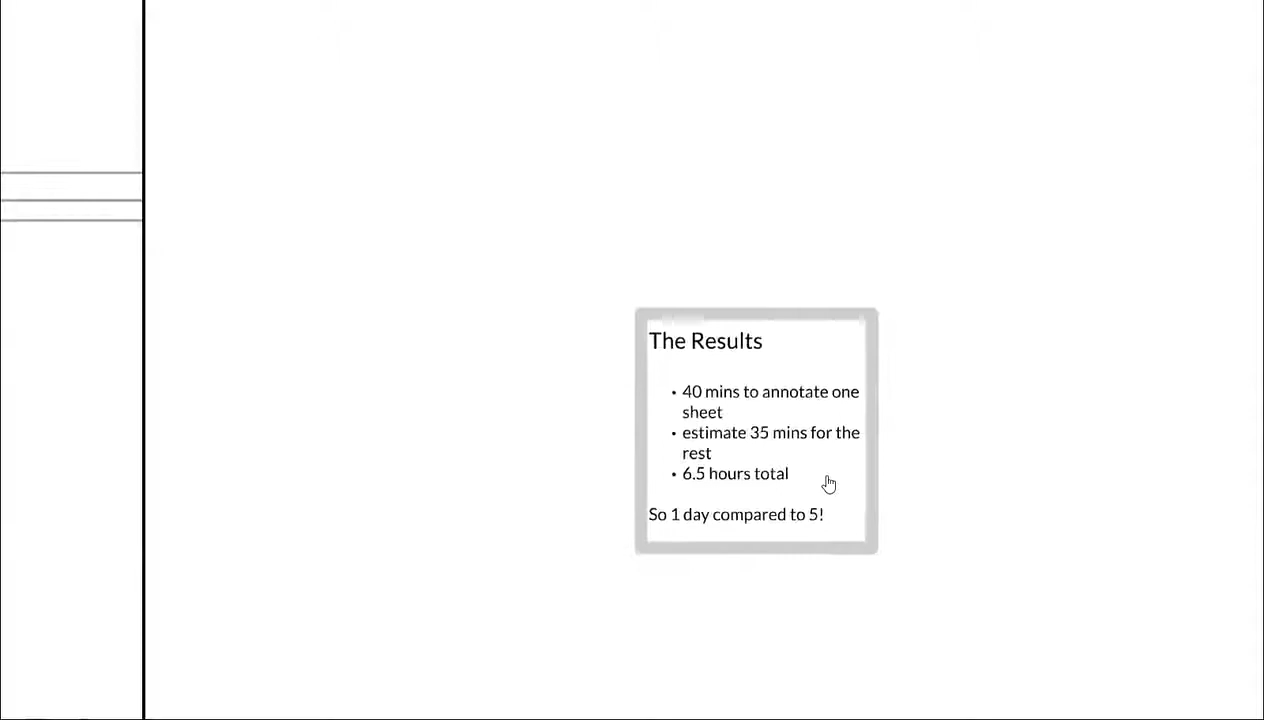 The Results
• 40 mins to annotate one
sheet
• estimate 35 mins for the
rest
• 6.5 hours total
So 1 day compared to 5!